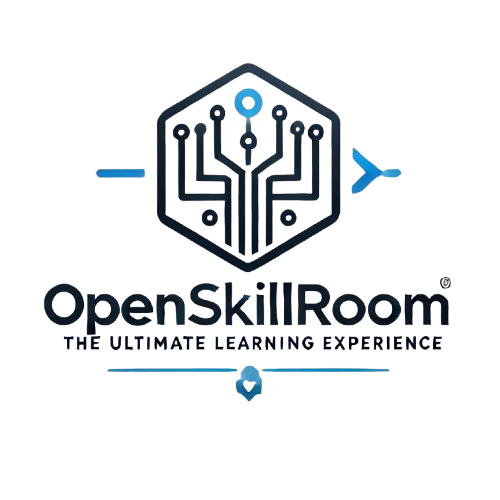 OpenSkillRoom
THE ULTIMATE LEARNING EXPERIENCE